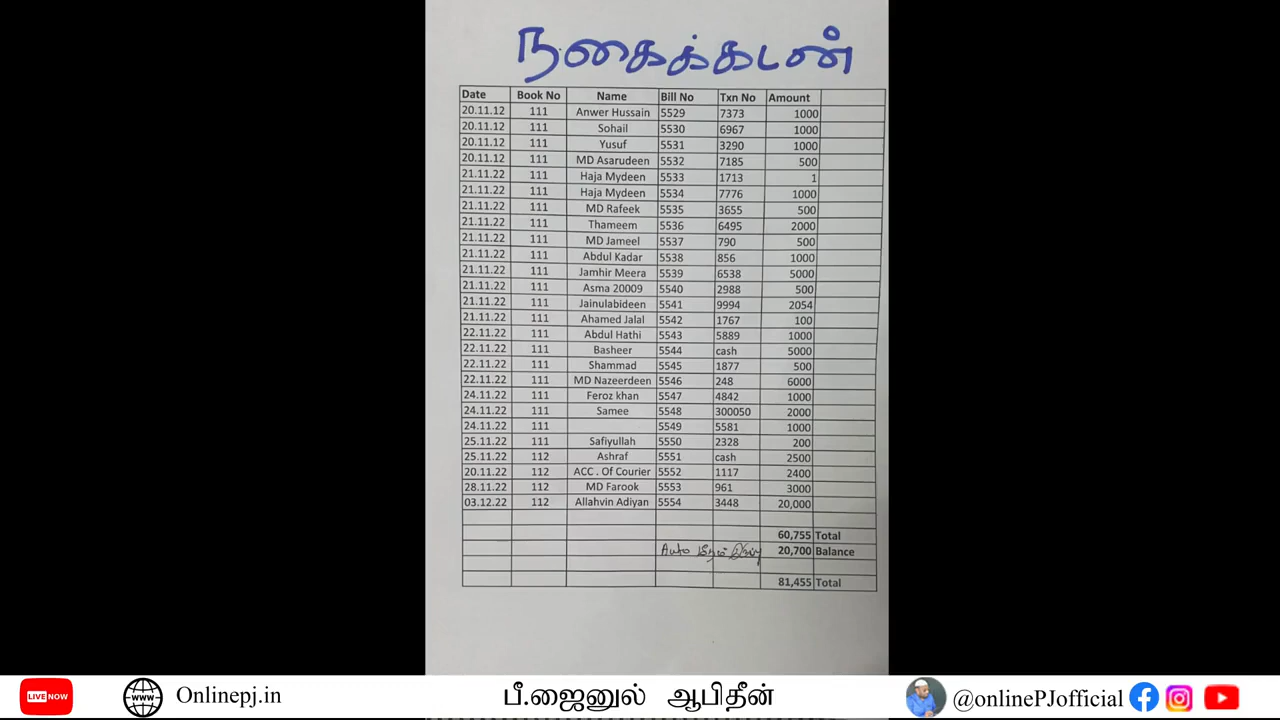 நகைக்கடன்
Date Book No Name Bill No Txn No Amount
20.11.12 111 Anwer Hussain 5529 7373 1000
20.11.12 111 Sohail 5530 6967 1000
20.11.12 111 Yusuf 5531 3290 1000
20.11.12 111 MD Asarudeen 5532 7185 500
21.11.22 111 Haja Mydeen 5533 1713 1
21.11.22 111 Haja Mydeen 5534 7776 1000
21.11.22 111 MD Rafeek 5535 3655 500
21.11.22 111 Thameem 5536 6495 2000
21.11.22 111 MD Jameel 5537 790 500
21.11.22 111 Abdul Kadar 5538 856 1000
21.11.22 111 Jamhir Meera 5539 6538 5000
21.11.22 111 Asma 20009 5540 2988 500
21.11.22 111 Jainulabideen 5541 9994 2054
21.11.22 111 Ahamed Jalal 5542 1767 100
22.11.22 111 Abdul Hathi 5543 5889 1000
22.11.22 111 Basheer 5544 cash 5000
22.11.22 111 Shammad 5545 1877 500
22.11.22 111 MD Nazeerdeen 5546 248 6000
24.11.22 111 Feroz khan 5547 4842 1000
24.11.22 111 Samee 5548 300050 2000
24.11.22 111 5549 5581 1000
25.11.22 111 Safiyullah 5550 2328 200
25.11.22 112 Ashraf 5551 cash 2500
20.11.22 112 ACC . Of Courier 5552 1117 2400
28.11.22 112 MD Farook 5553 961 3000
03.12.22 112 Allahvin Adiyan 5554 3448 20,000
60,755 Total
Auto 20,700 Balance
81,455 Total
LIVE NOW WWW Onlinepj.in பீ.ஜைனுல் ஆபிதீன் @onlinePJofficial